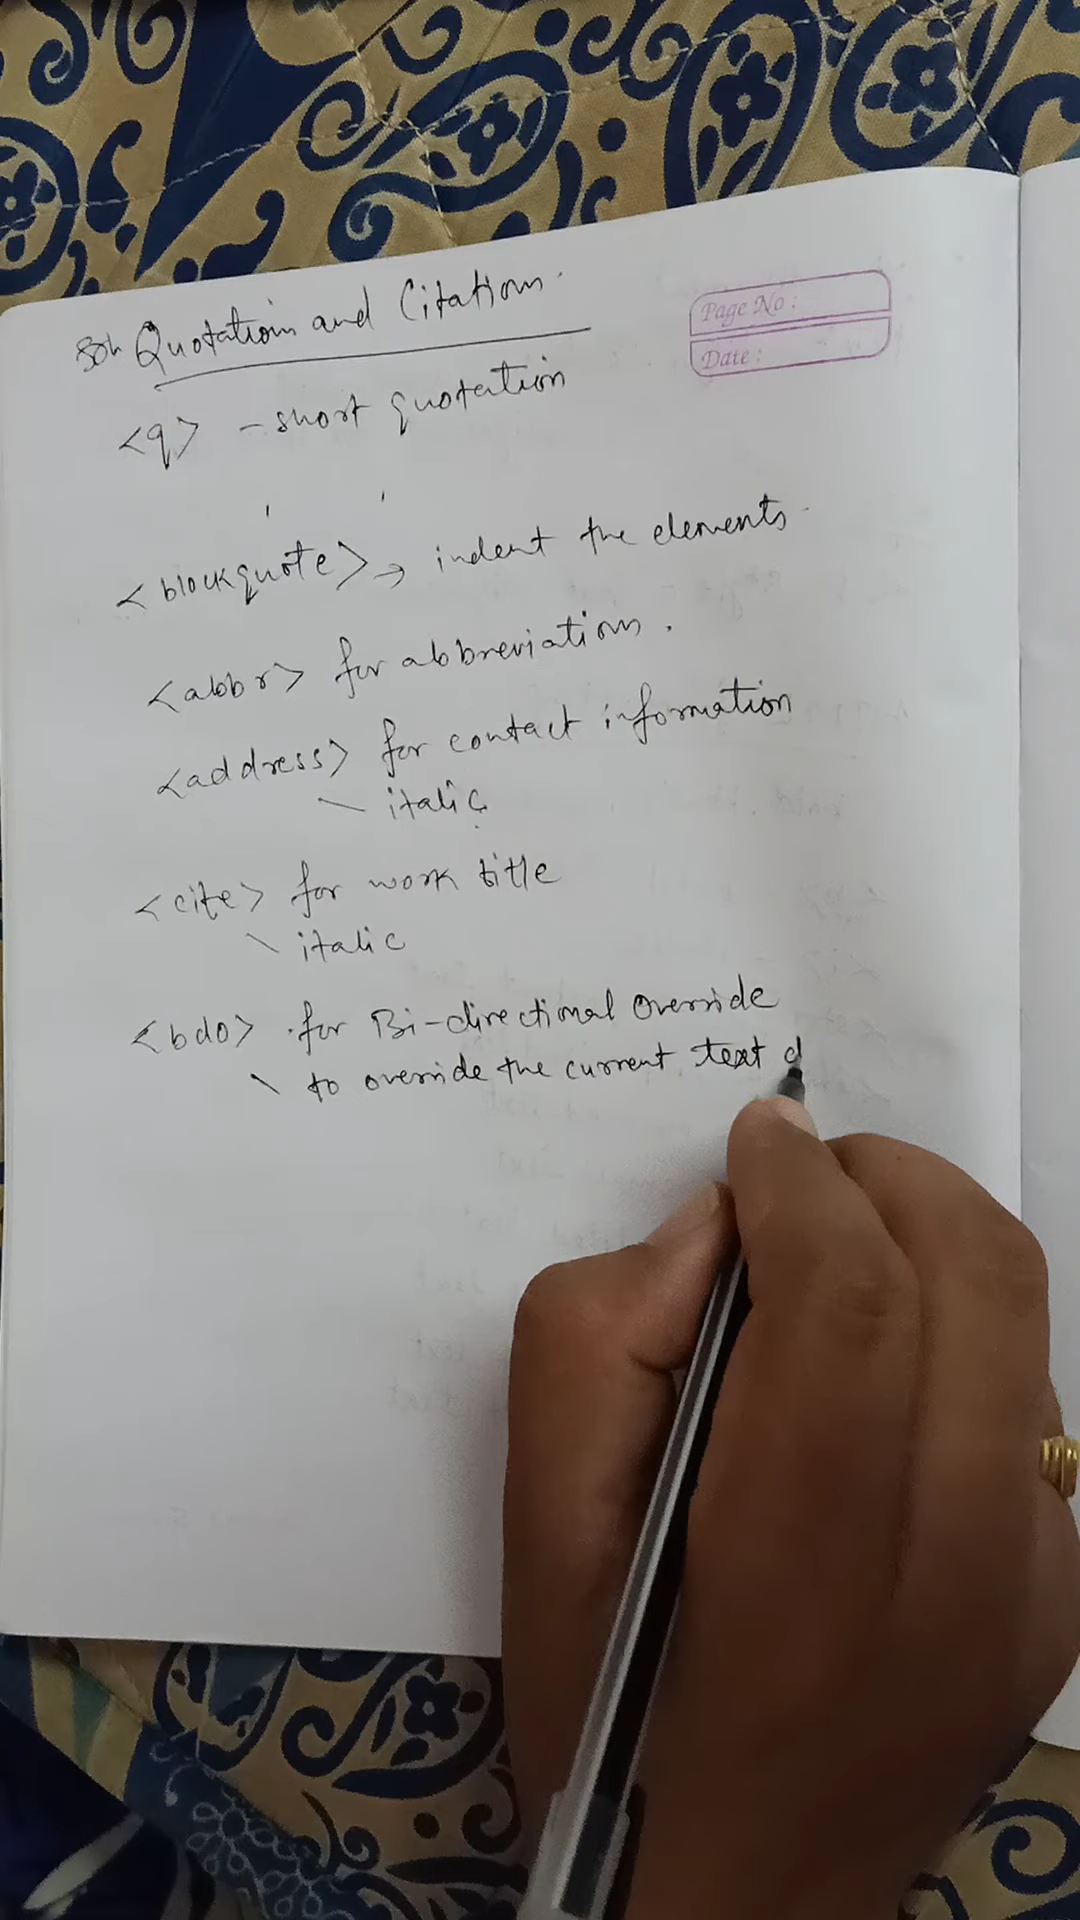 Quotation and Citation
Page No :
Date :
<q> - short quotation
<blockquote> → indent the elements.
<abbr> for abbreviation.
<address> for contact information
\ italic
<cite> for work title
\ italic
<bdo> for Bi-directional Override
\ to override the current text d